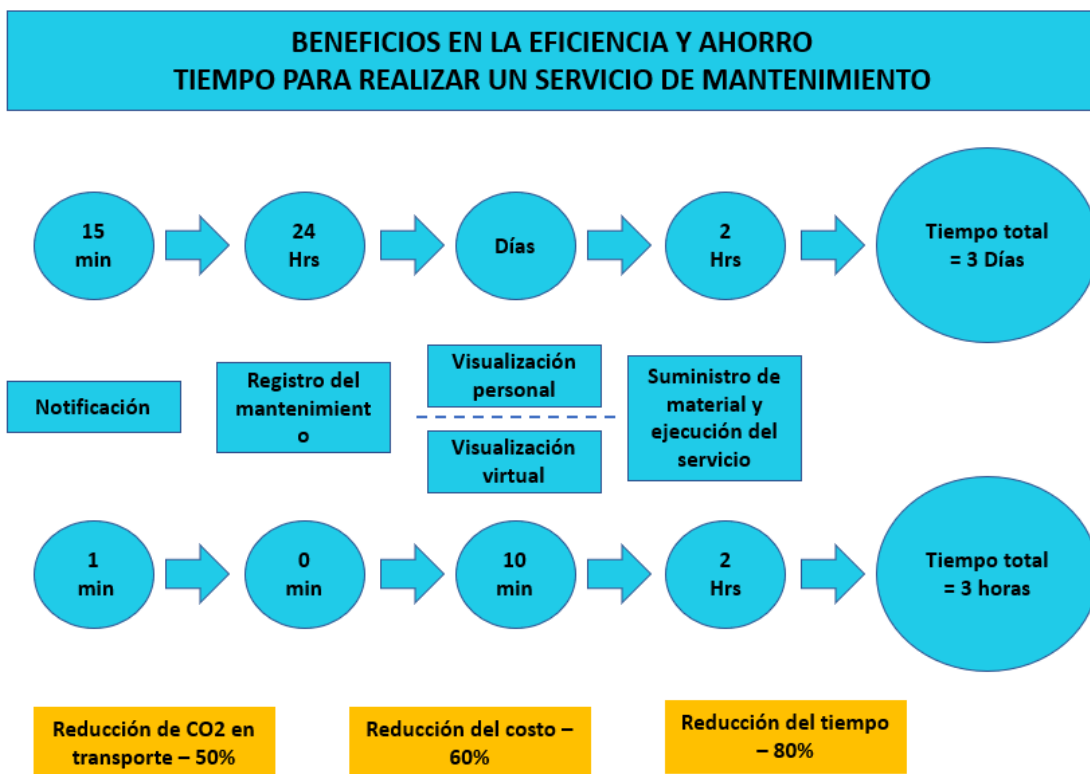 BENEFICIOS EN LA EFICIENCIA Y AHORRO
TIEMPO PARA REALIZAR UN SERVICIO DE MANTENIMIENTO
15
min
24
Hrs
Días
2
Hrs
Tiempo total
= 3 Días
Notificación
Registro del
mantenimient
o
Visualización
personal
Visualización
virtual
Suministro de
material y
ejecución del
servicio
1
min
0
min
10
min
2
Hrs
Tiempo total
= 3 horas
Reducción de CO2 en
transporte – 50%
Reducción del costo –
60%
Reducción del tiempo
– 80%